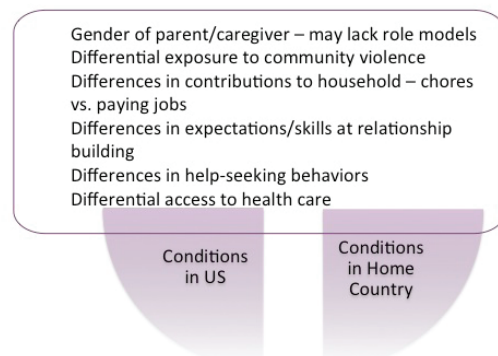 Gender of parent/caregiver – may lack role models
Differential exposure to community violence
Differences in contributions to household – chores
vs. paying jobs
Differences in expectations/skills at relationship
building
Differences in help-seeking behaviors
Differential access to health care
Conditions
in US
Conditions
in Home
Country